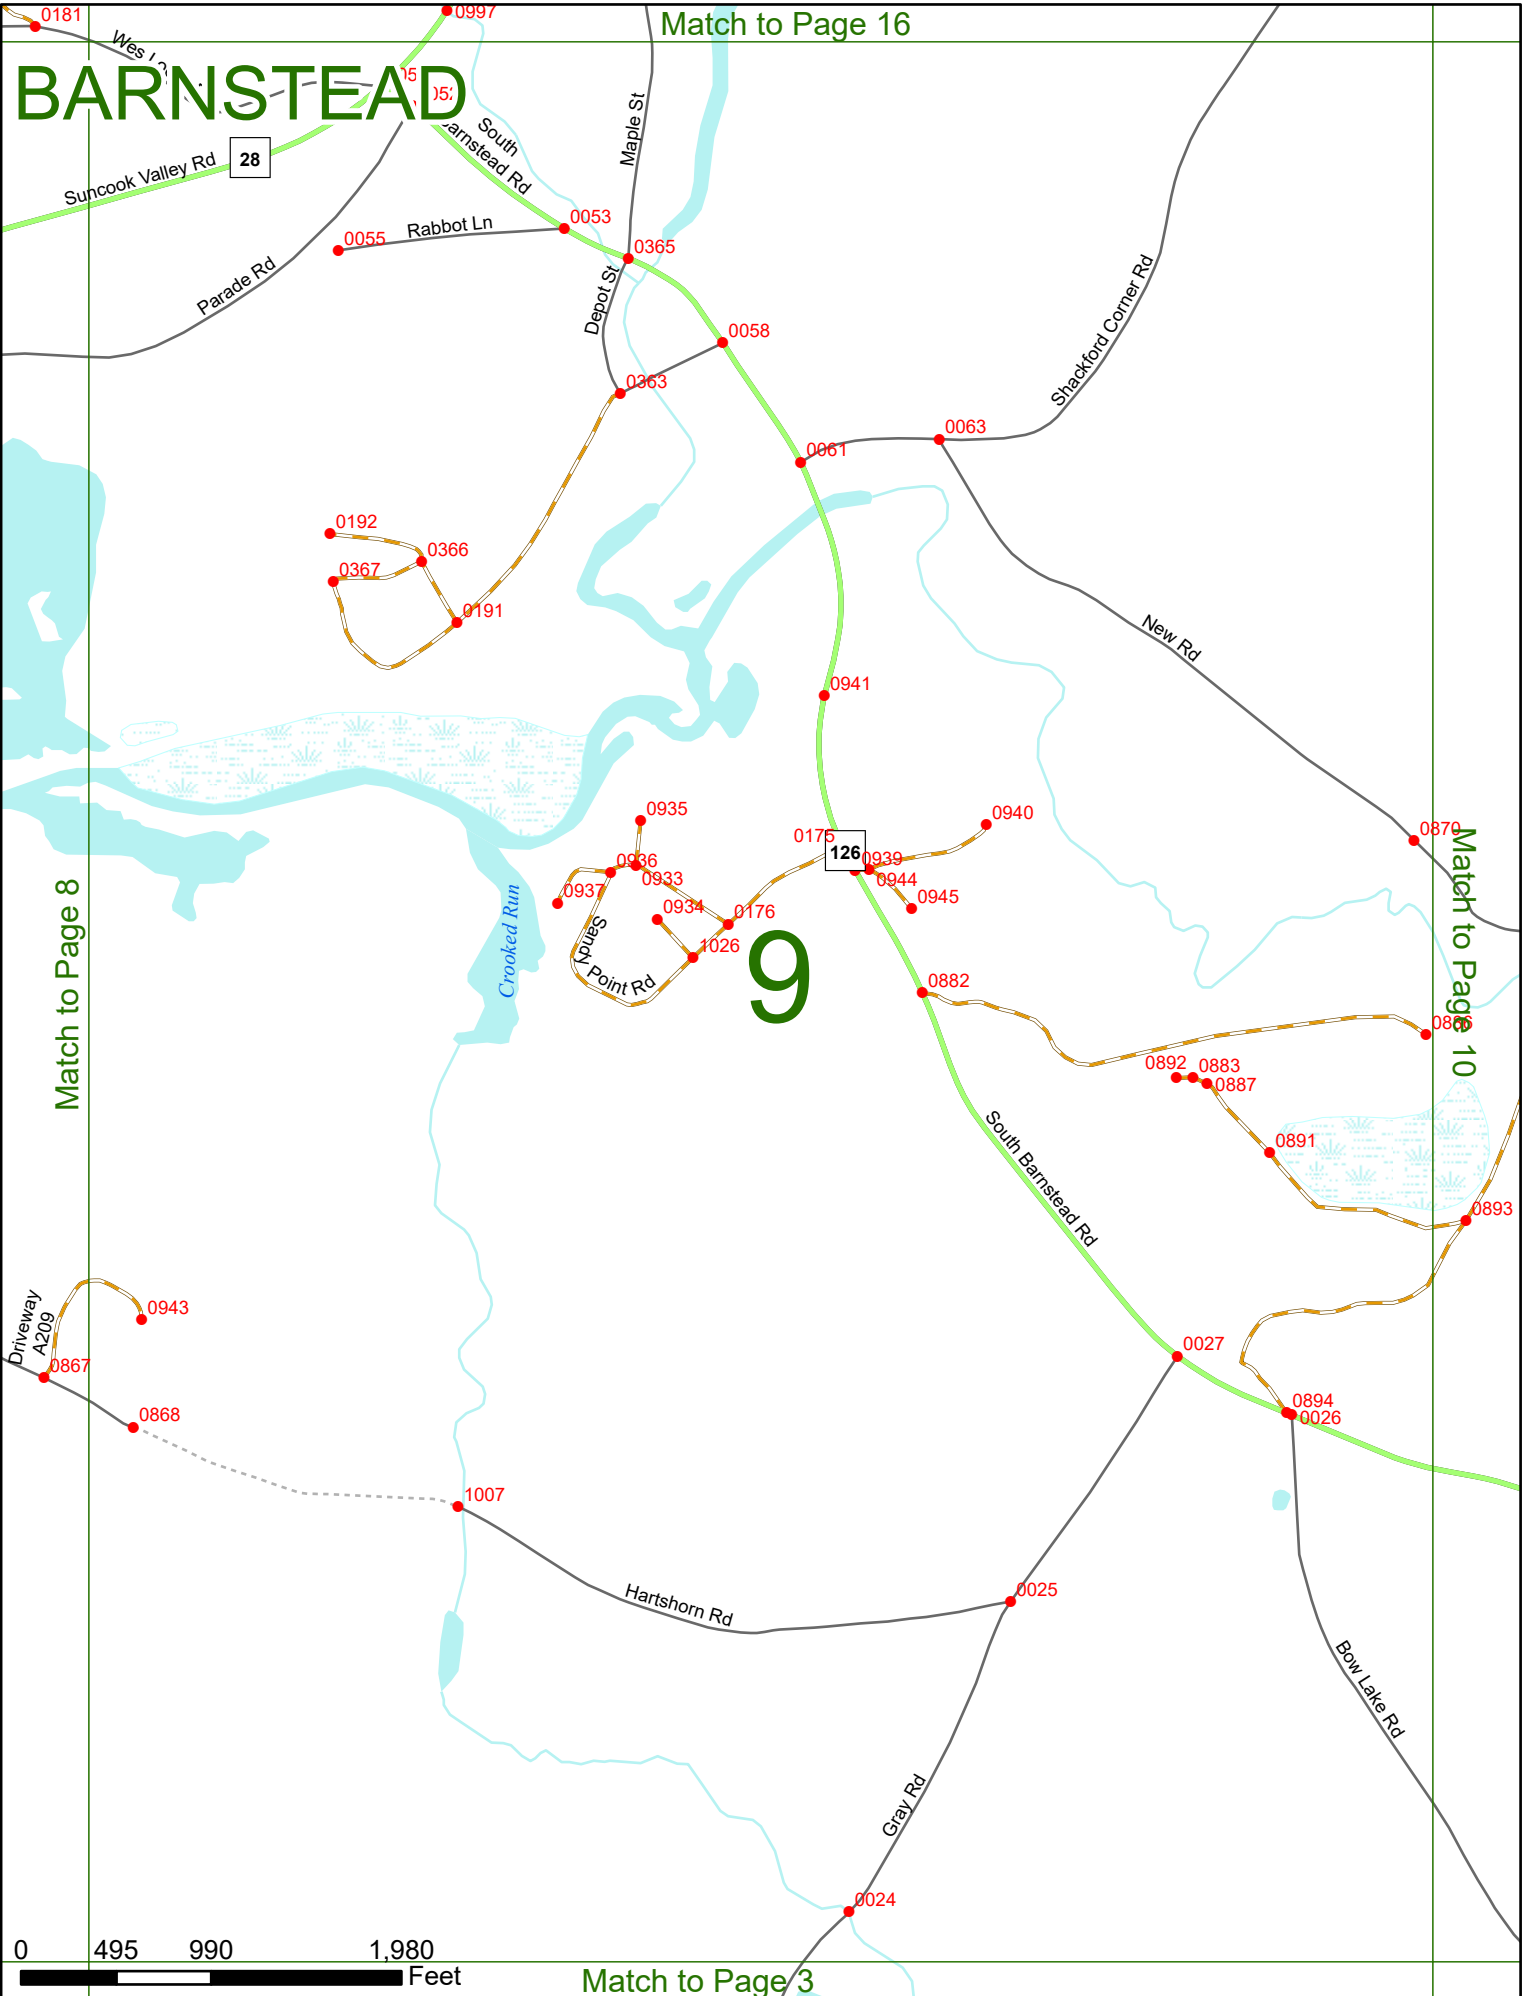 0181
0997
Match to Page 16
BARNSTEAD
28
Suncook Valley Rd
South
Barnstead Rd
Maple St
0053
0055
Rabbot Ln
0365
Parade Rd
Depot St
0058
Shackford Corner Rd
0363
0063
0061
0192
0366
0367
0191
New Rd
0941
0935
0940
0175
126
0870
0936
0939
0933
0944
0937
0945
0934
0176
Sandy
Point Rd
1026
Crooked Run
9
Match to Page 8
Match to Page 10
0882
0886
0892
0883
0887
South Barnstead Rd
0891
0893
Driveway
A209
0943
0867
0868
0027
0894
0026
1007
Hartshorn Rd
0025
Bow Lake Rd
Gray Rd
0024
0 495 990 1,980
Feet
Match to Page 3